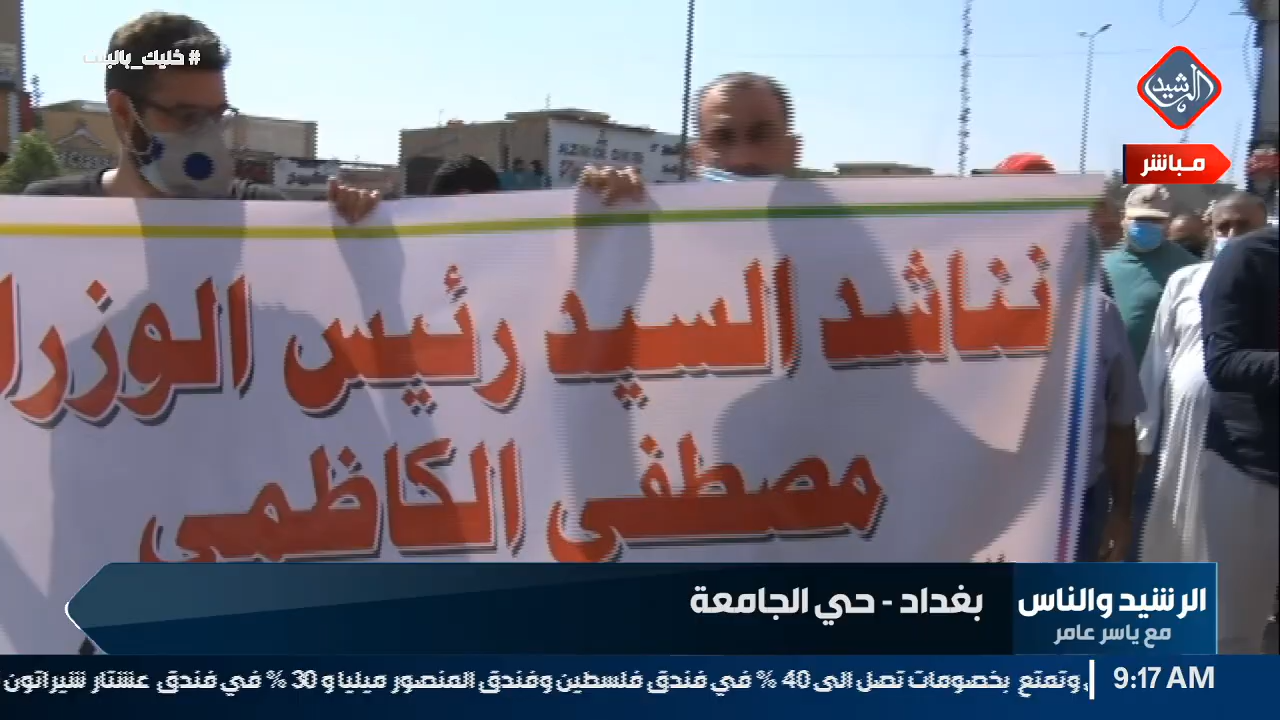 # خليك_بالبيت
الرشيد
مباشر
نناشد السيد رئيس الوزرا
مصطفى الكاظمي
الرشيد والناس
مع ياسر عامر
بغداد - حي الجامعة
وتمتع بخصومات تصل الى 40 % في فندق فلسطين وفندق المنصور ميليا و 30 % في فندق عشتار شيراتون
9:17 AM